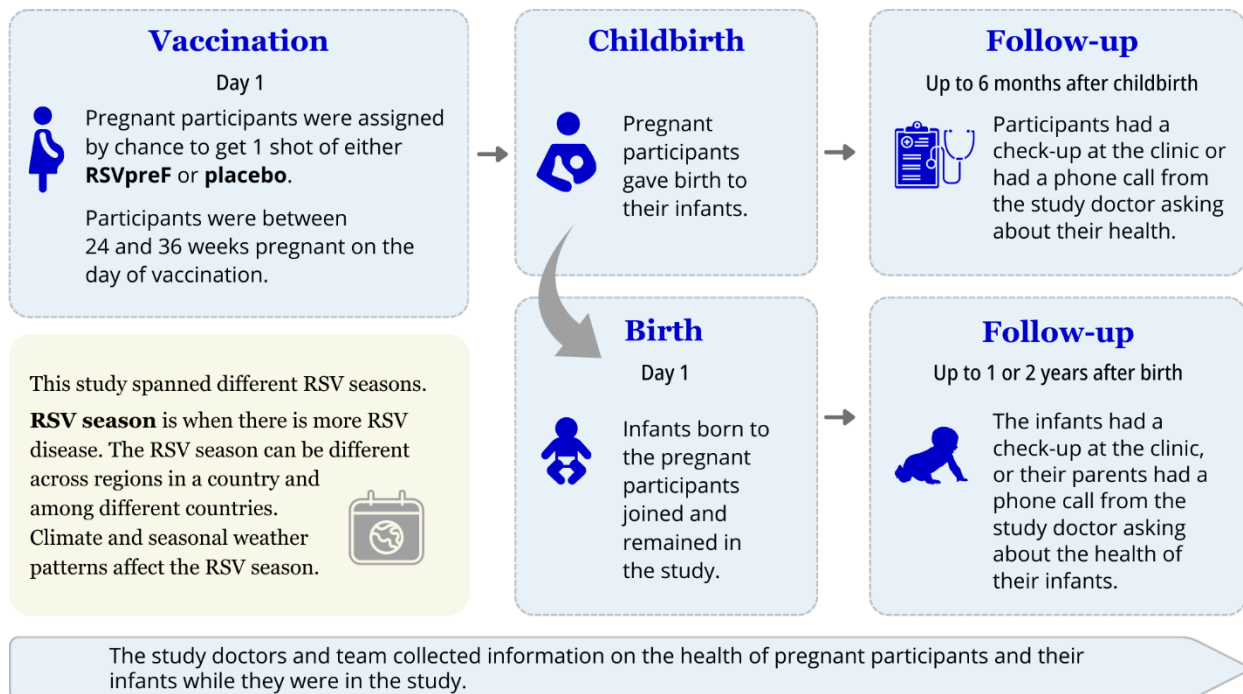 Vaccination
Day 1
Pregnant participants were assigned
by chance to get 1 shot of either
RSVpreF or placebo.
Participants were between
24 and 36 weeks pregnant on the
day of vaccination.
Childbirth
Pregnant
participants
gave birth to
their infants.
Follow-up
Up to 6 months after childbirth
Participants had a
check-up at the clinic or
had a phone call from
the study doctor asking
about their health.
This study spanned different RSV seasons.
RSV season is when there is more RSV
disease. The RSV season can be different
across regions in a country and
among different countries.
Climate and seasonal weather
patterns affect the RSV season.
Birth
Day 1
Infants born to
the pregnant
participants
joined and
remained in
the study.
Follow-up
Up to 1 or 2 years after birth
The infants had a
check-up at the clinic,
or their parents had a
phone call from the
study doctor asking
about the health of
their infants.
The study doctors and team collected information on the health of pregnant participants and their
infants while they were in the study.